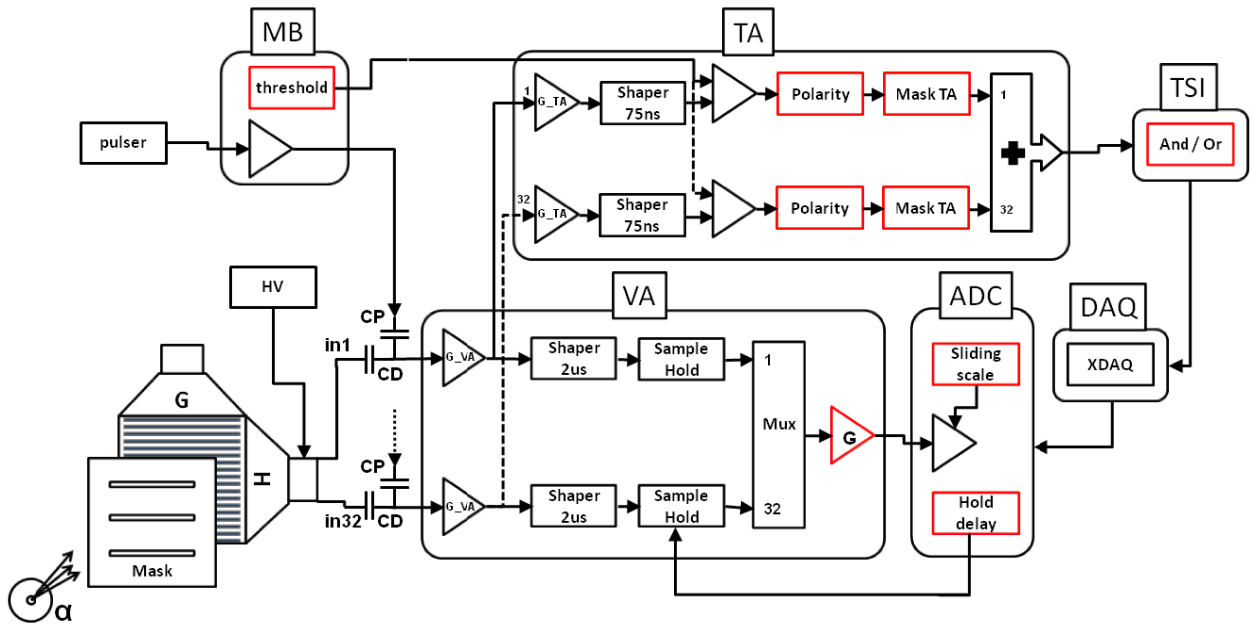 MB
TA
TSI
threshold
1
G_TA
Shaper
75ns
Polarity
Mask TA
1
And / Or
pulser
32
G_TA
Shaper
75ns
Polarity
Mask TA
32
HV
VA
ADC
DAQ
CP
in1
CD
G_VA
Shaper
2us
Sample
Hold
1
Sliding
scale
XDAQ
G
Mux
G
H
CP
in32
CD
G_VA
Shaper
2us
Sample
Hold
32
Hold
delay
Mask
α